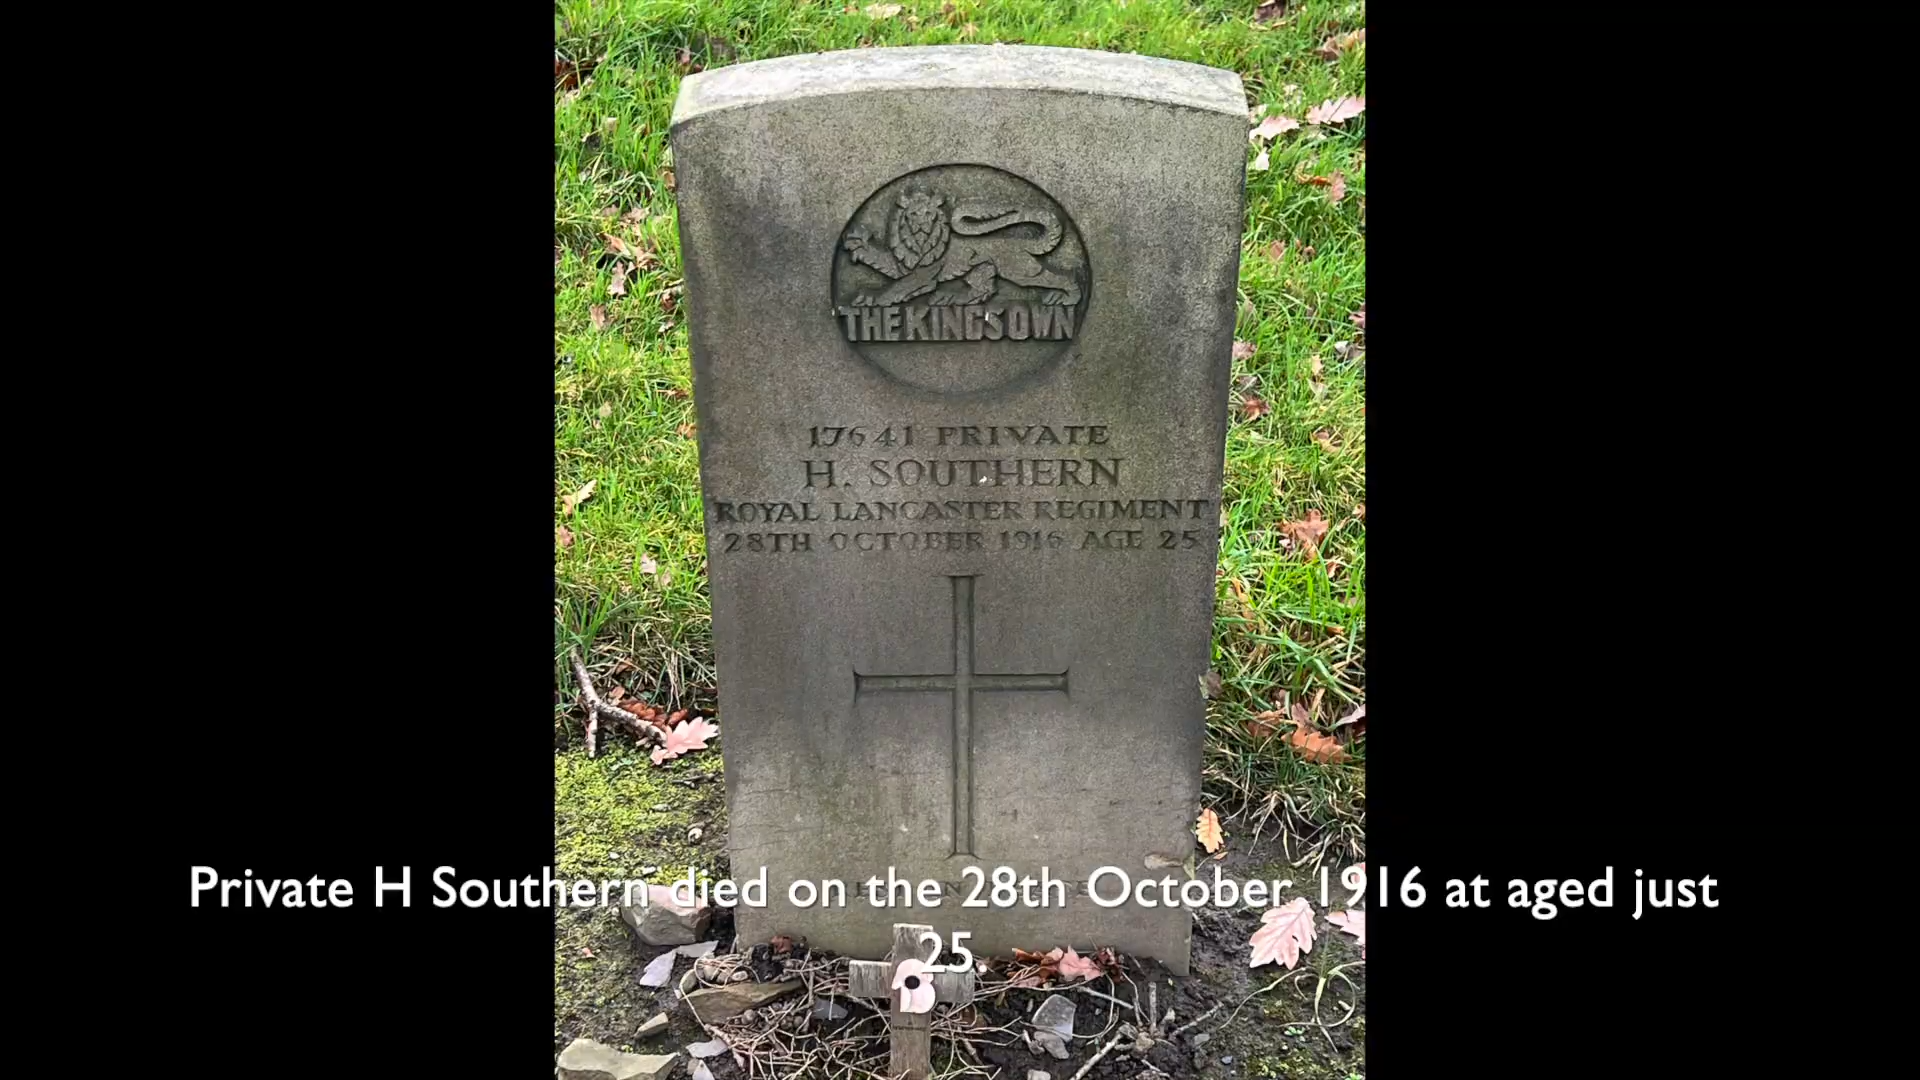 THE KINGS OWN
17641 PRIVATE
H. SOUTHERN
ROYAL LANCASTER REGIMENT
28TH OCTOBER 1916 AGE 25
Private H Southern died on the 28th October 1916 at aged just
25.